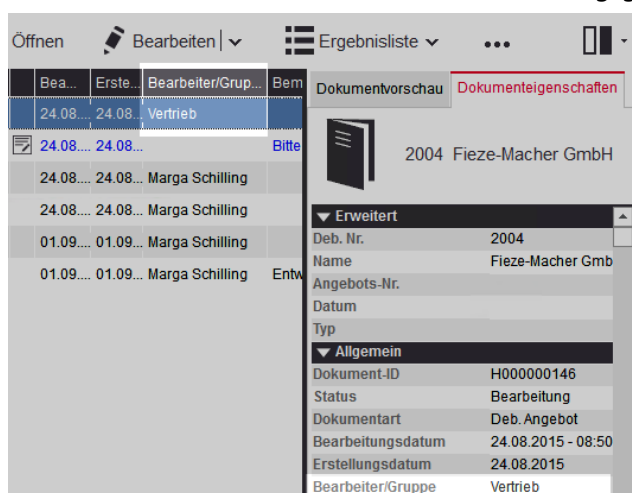 Öffnen Bearbeiten Ergebnisliste ...
Bea... Erste... Bearbeiter/Grup... Bem
24.08.... 24.08... Vertrieb
24.08.... 24.08... Bitte
24.08.... 24.08... Marga Schilling
24.08.... 24.08... Marga Schilling
01.09.... 01.09... Marga Schilling
01.09.... 01.09... Marga Schilling Entw
Dokumentvorschau Dokumenteigenschaften
2004 Fieze-Macher GmbH
Erweitert
Deb. Nr. 2004
Name Fieze-Macher Gmb
Angebots-Nr.
Datum
Typ
Allgemein
Dokument-ID H000000146
Status Bearbeitung
Dokumentart Deb. Angebot
Bearbeitungsdatum 24.08.2015 - 08:50
Erstellungsdatum 24.08.2015
Bearbeiter/Gruppe Vertrieb